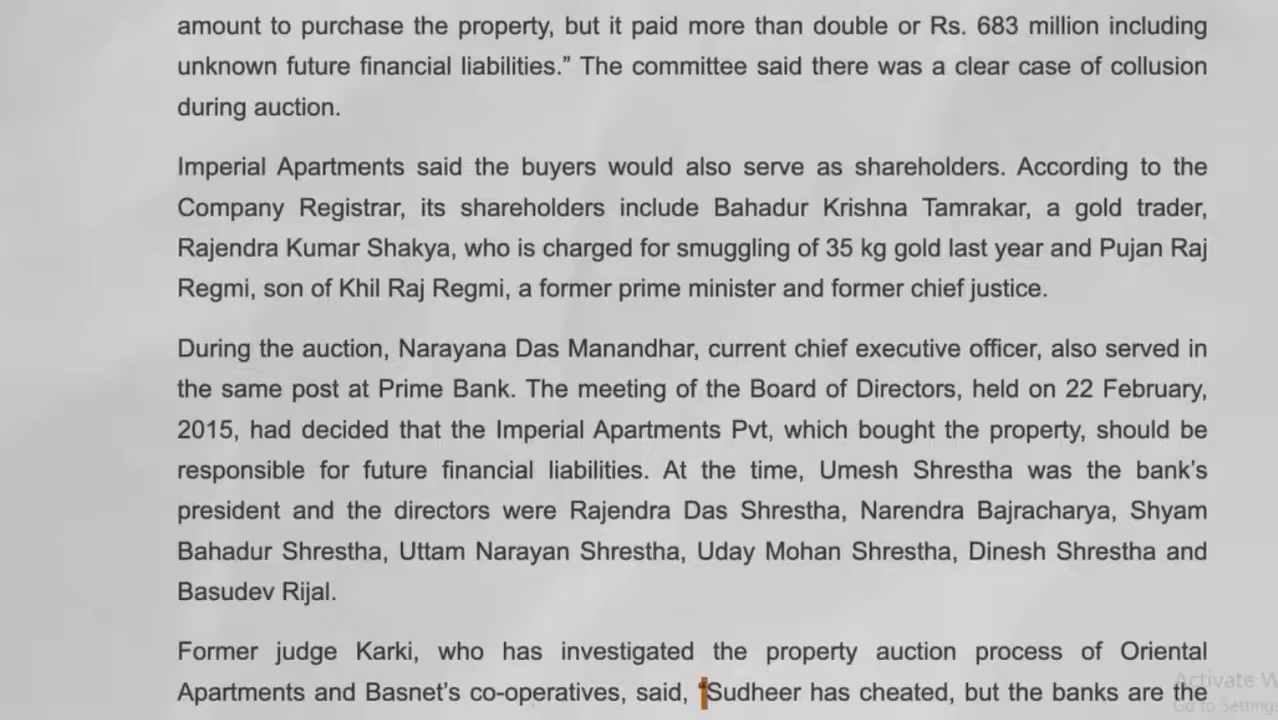 amount to purchase the property, but it paid more than double or Rs. 683 million including
unknown future financial liabilities.” The committee said there was a clear case of collusion
during auction.
Imperial Apartments said the buyers would also serve as shareholders. According to the
Company Registrar, its shareholders include Bahadur Krishna Tamrakar, a gold trader,
Rajendra Kumar Shakya, who is charged for smuggling of 35 kg gold last year and Pujan Raj
Regmi, son of Khil Raj Regmi, a former prime minister and former chief justice.
During the auction, Narayana Das Manandhar, current chief executive officer, also served in
the same post at Prime Bank. The meeting of the Board of Directors, held on 22 February,
2015, had decided that the Imperial Apartments Pvt, which bought the property, should be
responsible for future financial liabilities. At the time, Umesh Shrestha was the bank’s
president and the directors were Rajendra Das Shrestha, Narendra Bajracharya, Shyam
Bahadur Shrestha, Uttam Narayan Shrestha, Uday Mohan Shrestha, Dinesh Shrestha and
Basudev Rijal.
Former judge Karki, who has investigated the property auction process of Oriental
Apartments and Basnet’s co-operatives, said, “Sudheer has cheated, but the banks are the
Activate W
Go to Settings